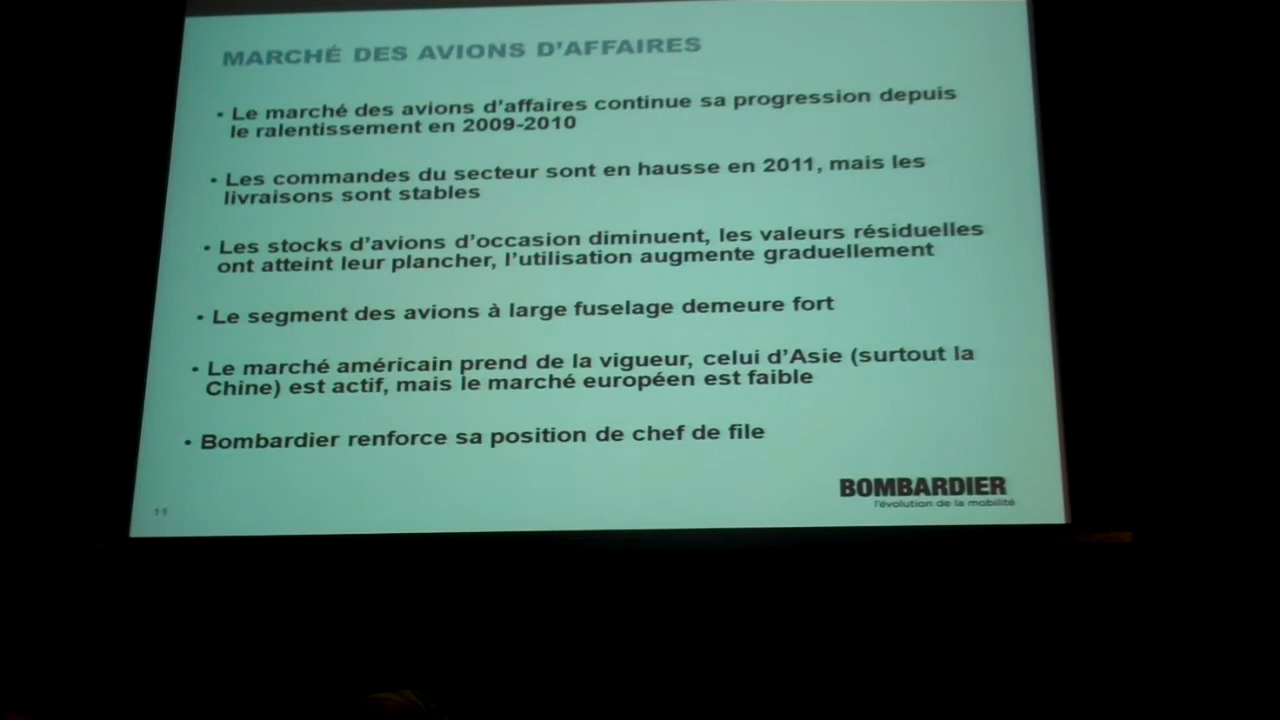 MARCHÉ DES AVIONS D'AFFAIRES
• Le marché des avions d'affaires continue sa progression depuis
le ralentissement en 2009-2010
• Les commandes du secteur sont en hausse en 2011, mais les
livraisons sont stables
• Les stocks d'avions d'occasion diminuent, les valeurs résiduelles
ont atteint leur plancher, l'utilisation augmente graduellement
• Le segment des avions à large fuselage demeure fort
• Le marché américain prend de la vigueur, celui d'Asie (surtout la
Chine) est actif, mais le marché européen est faible
• Bombardier renforce sa position de chef de file
BOMBARDIER
l'évolution de la mobilité
11